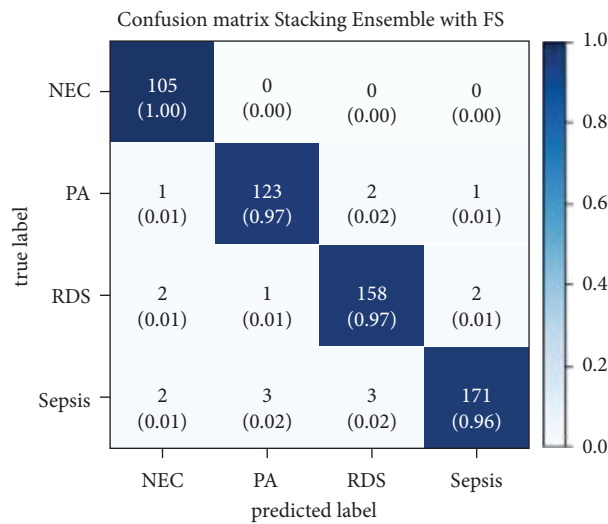 Confusion matrix Stacking Ensemble with FS
true label
NEC 105 0 0 0
(1.00) (0.00) (0.00) (0.00)
PA 1 123 2 1
(0.01) (0.97) (0.02) (0.01)
RDS 2 1 158 2
(0.01) (0.01) (0.97) (0.01)
Sepsis 2 3 3 171
(0.01) (0.02) (0.02) (0.96)
NEC PA RDS Sepsis
predicted label
1.0
0.8
0.6
0.4
0.2
0.0